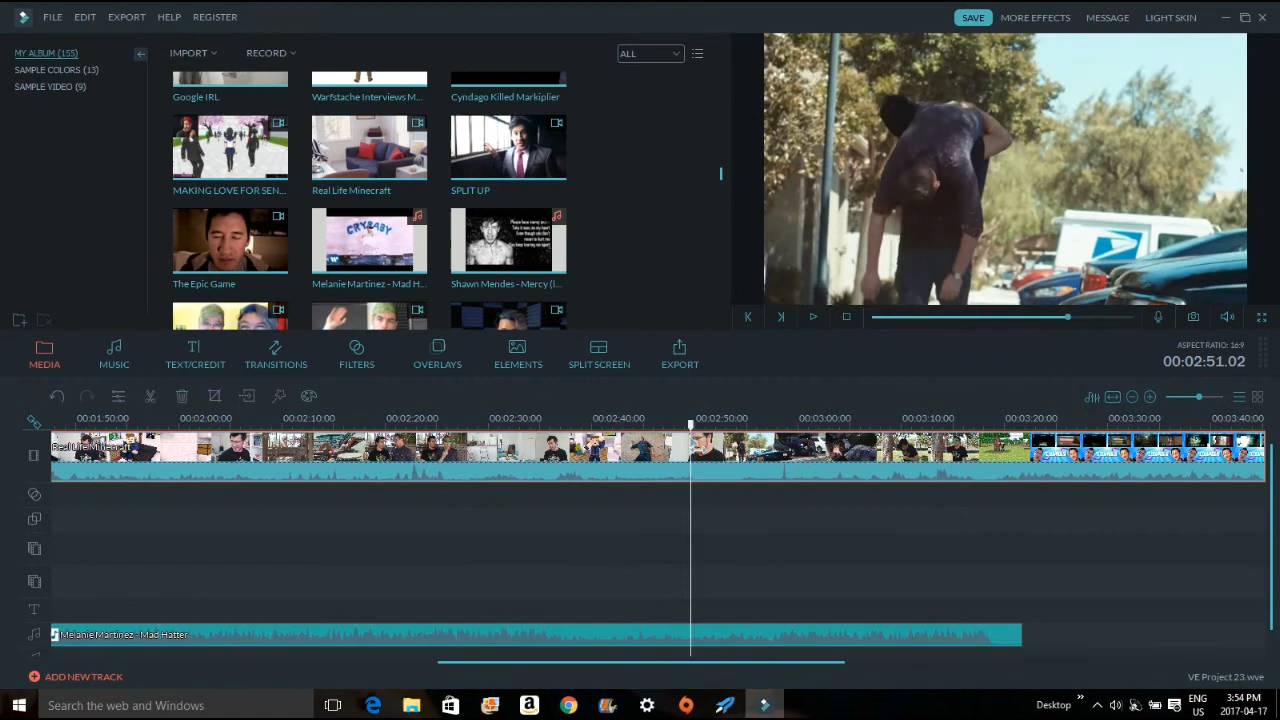 FILE EDIT EXPORT HELP REGISTER
SAVE MORE EFFECTS MESSAGE LIGHT SKIN
MY ALBUM (155)
SAMPLE COLORS (13)
SAMPLE VIDEO (9)
IMPORT RECORD ALL
Google IRL Warfstache Interviews M... Cyndago Killed Markiplier
MAKING LOVE FOR SEN... Real Life Minecraft SPLIT UP
CRYBABY
The Epic Game Melanie Martinez - Mad H... Shawn Mendes - Mercy (l...
ASPECT RATIO: 16:9
00:02:51.02
MEDIA MUSIC TEXT/CREDIT TRANSITIONS FILTERS OVERLAYS ELEMENTS SPLIT SCREEN EXPORT
00:01:50:00 00:02:00:00 00:02:10:00 00:02:20:00 00:02:30:00 00:02:40:00 00:02:50:00 00:03:00:00 00:03:10:00 00:03:20:00 00:03:30:00 00:03:40:00
Real Life Minecraft
Melanie Martinez - Mad Hatter
ADD NEW TRACK
VE Project 23.wve
Search the web and Windows
Desktop
ENG
US
3:54 PM
2017-04-17